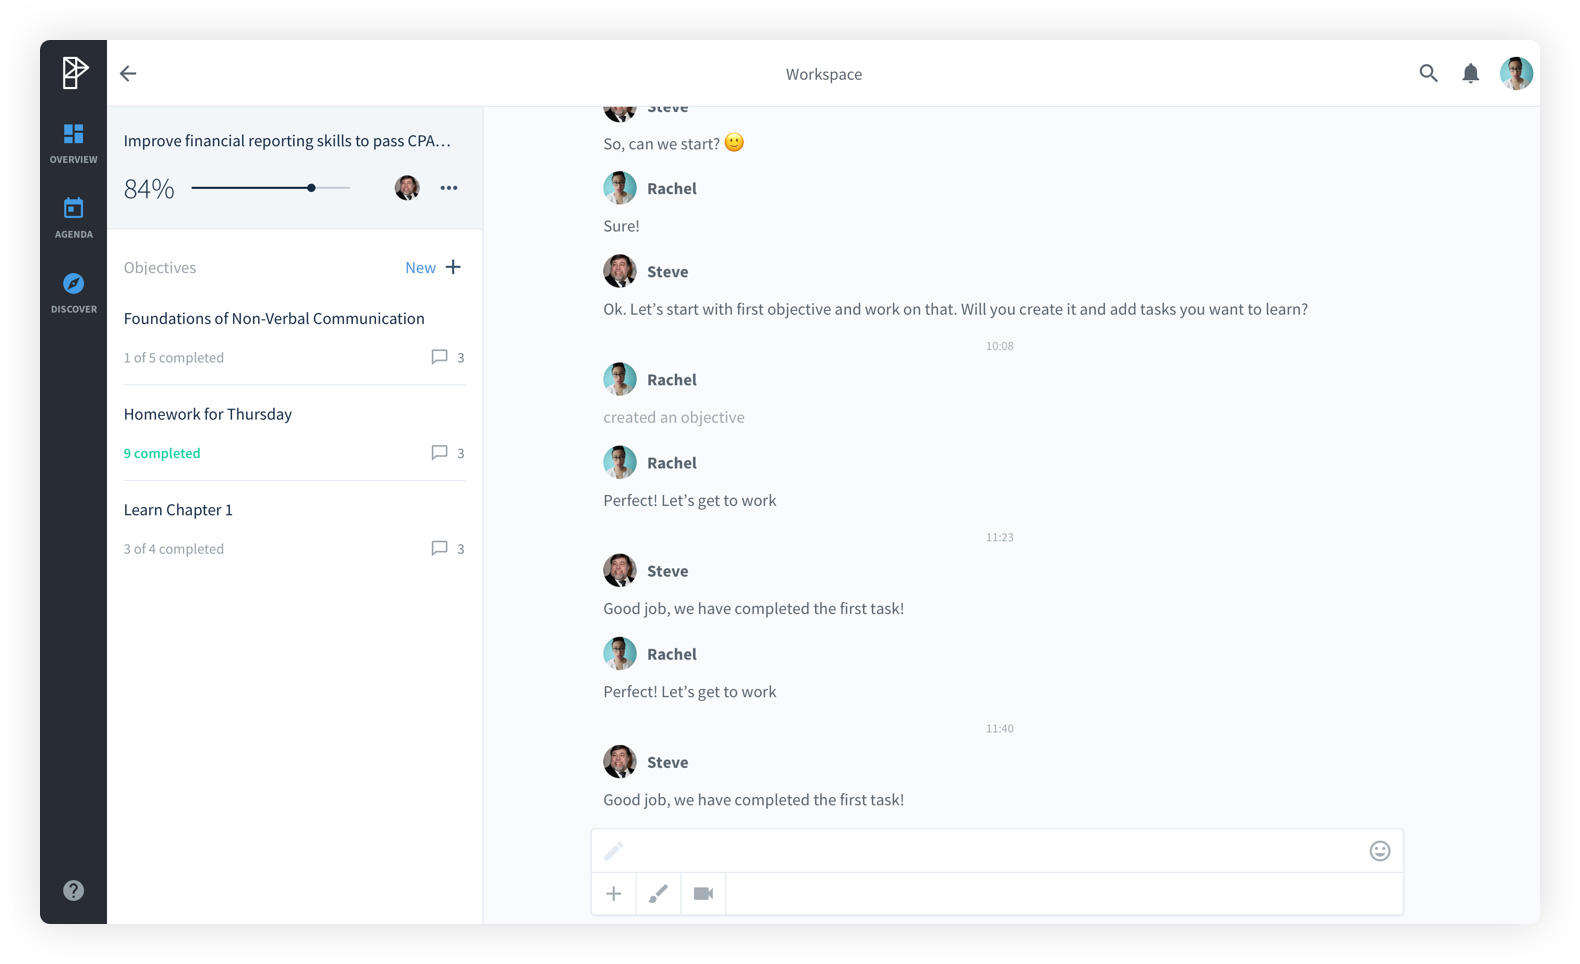 Workspace
OVERVIEW
AGENDA
DISCOVER
Improve financial reporting skills to pass CPA…
84%
Objectives
New
Foundations of Non-Verbal Communication
1 of 5 completed
3
Homework for Thursday
9 completed
3
Learn Chapter 1
3 of 4 completed
3
Steve
So, can we start? 🙂
Rachel
Sure!
Steve
Ok. Let’s start with first objective and work on that. Will you create it and add tasks you want to learn?
10:08
Rachel
created an objective
Rachel
Perfect! Let’s get to work
11:23
Steve
Good job, we have completed the first task!
Rachel
Perfect! Let’s get to work
11:40
Steve
Good job, we have completed the first task!